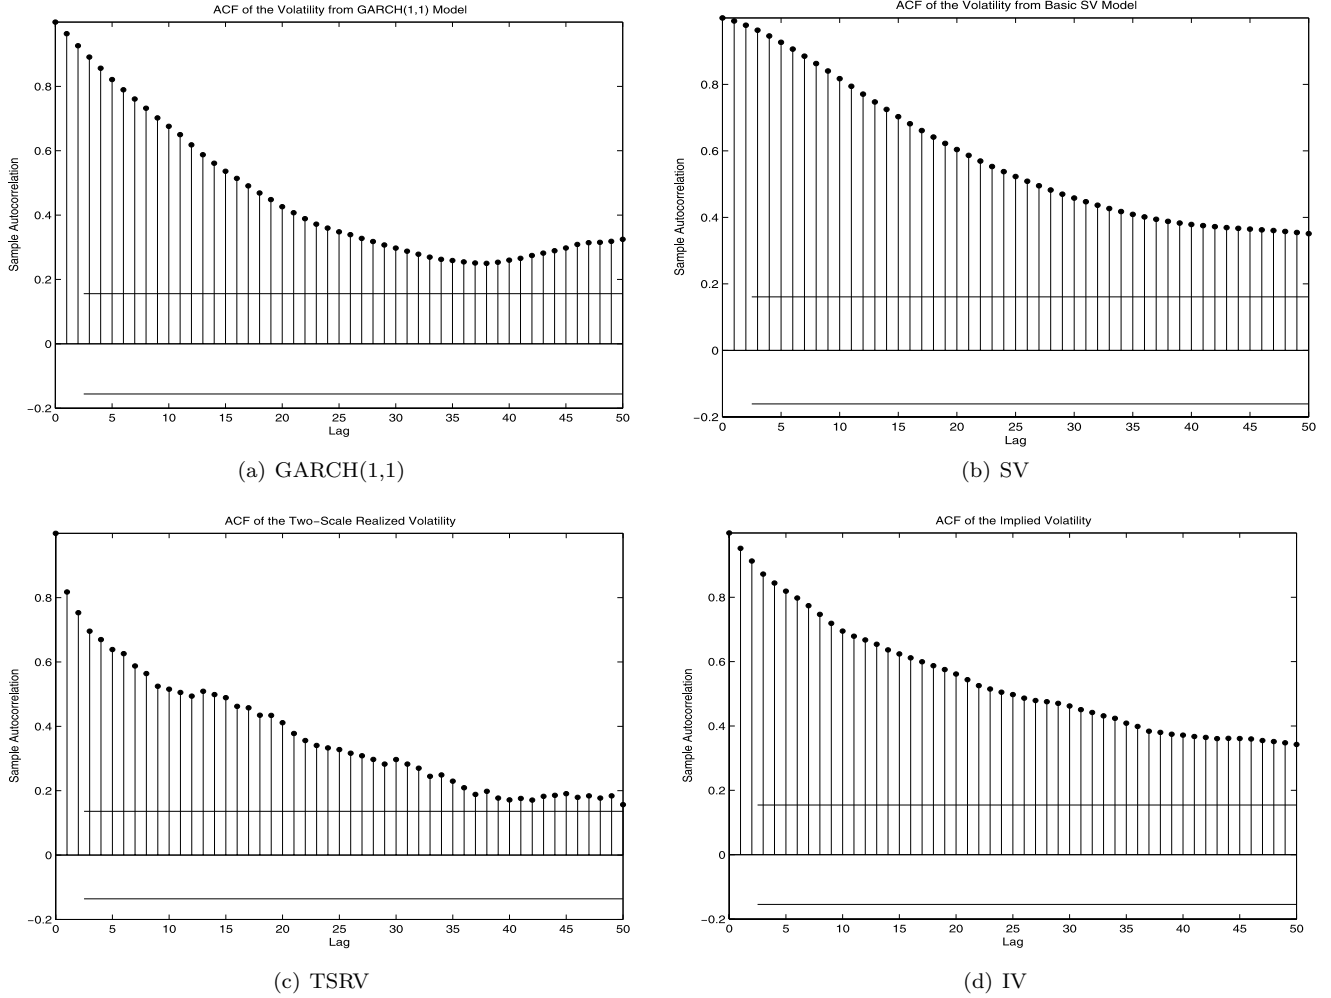 ACF of the Volatility from GARCH(1,1) Model
Sample Autocorrelation
0.8
0.6
0.4
0.2
0
−0.2
0 5 10 15 20 25 30 35 40 45 50
Lag
(a) GARCH(1,1)
ACF of the Volatility from Basic SV Model
Sample Autocorrelation
0.8
0.6
0.4
0.2
0
−0.2
0 5 10 15 20 25 30 35 40 45 50
Lag
(b) SV
ACF of the Two−Scale Realized Volatility
Sample Autocorrelation
0.8
0.6
0.4
0.2
0
−0.2
0 5 10 15 20 25 30 35 40 45 50
Lag
(c) TSRV
ACF of the Implied Volatility
Sample Autocorrelation
0.8
0.6
0.4
0.2
0
−0.2
0 5 10 15 20 25 30 35 40 45 50
Lag
(d) IV